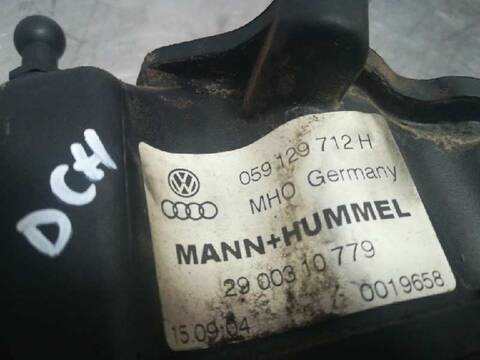 DCH
059 129 712 H
MHO Germany
MANN+HUMMEL
29 003 10 779
15.09.04 0019658